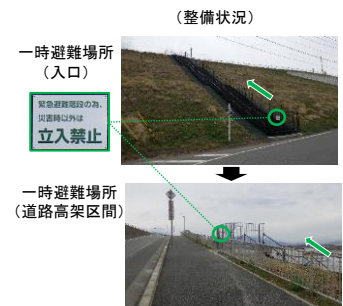 （整備状況）
一時避難場所
（入口）
緊急避難階段の為、
災害時以外は
立入禁止
一時避難場所
（道路高架区間）